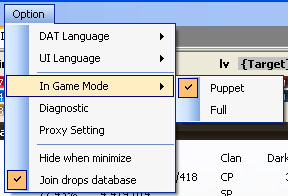 Option
DAT Language
UI Language
In Game Mode
Diagnostic
Proxy Setting
Hide when minimize
Join drops database
Puppet
Full
lv {Target}
/418
Clan Dark
CP
SP